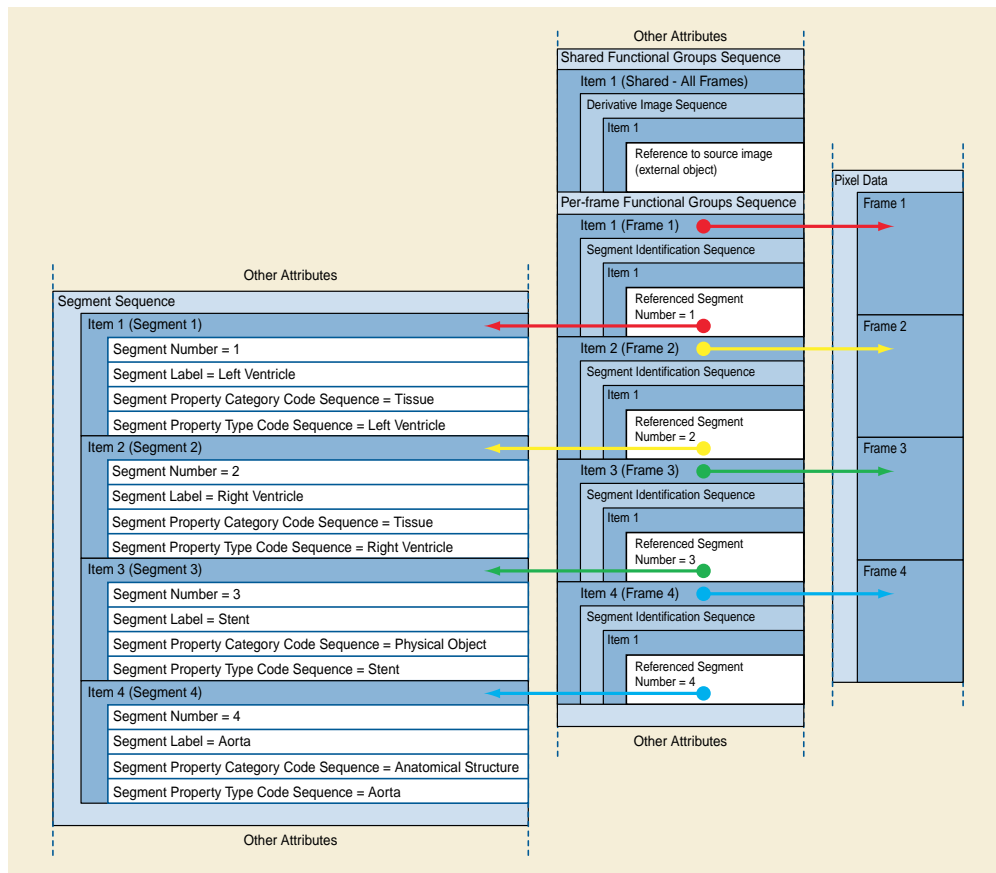 Other Attributes
Segment Sequence
Item 1 (Segment 1)
Segment Number = 1
Segment Label = Left Ventricle
Segment Property Category Code Sequence = Tissue
Segment Property Type Code Sequence = Left Ventricle
Item 2 (Segment 2)
Segment Number = 2
Segment Label = Right Ventricle
Segment Property Category Code Sequence = Tissue
Segment Property Type Code Sequence = Right Ventricle
Item 3 (Segment 3)
Segment Number = 3
Segment Label = Stent
Segment Property Category Code Sequence = Physical Object
Segment Property Type Code Sequence = Stent
Item 4 (Segment 4)
Segment Number = 4
Segment Label = Aorta
Segment Property Category Code Sequence = Anatomical Structure
Segment Property Type Code Sequence = Aorta
Other Attributes
Other Attributes
Shared Functional Groups Sequence
Item 1 (Shared - All Frames)
Derivative Image Sequence
Item 1
Reference to source image
(external object)
Per-frame Functional Groups Sequence
Item 1 (Frame 1)
Segment Identification Sequence
Item 1
Referenced Segment
Number = 1
Item 2 (Frame 2)
Segment Identification Sequence
Item 1
Referenced Segment
Number = 2
Item 3 (Frame 3)
Segment Identification Sequence
Item 1
Referenced Segment
Number = 3
Item 4 (Frame 4)
Segment Identification Sequence
Item 1
Referenced Segment
Number = 4
Other Attributes
Pixel Data
Frame 1
Frame 2
Frame 3
Frame 4